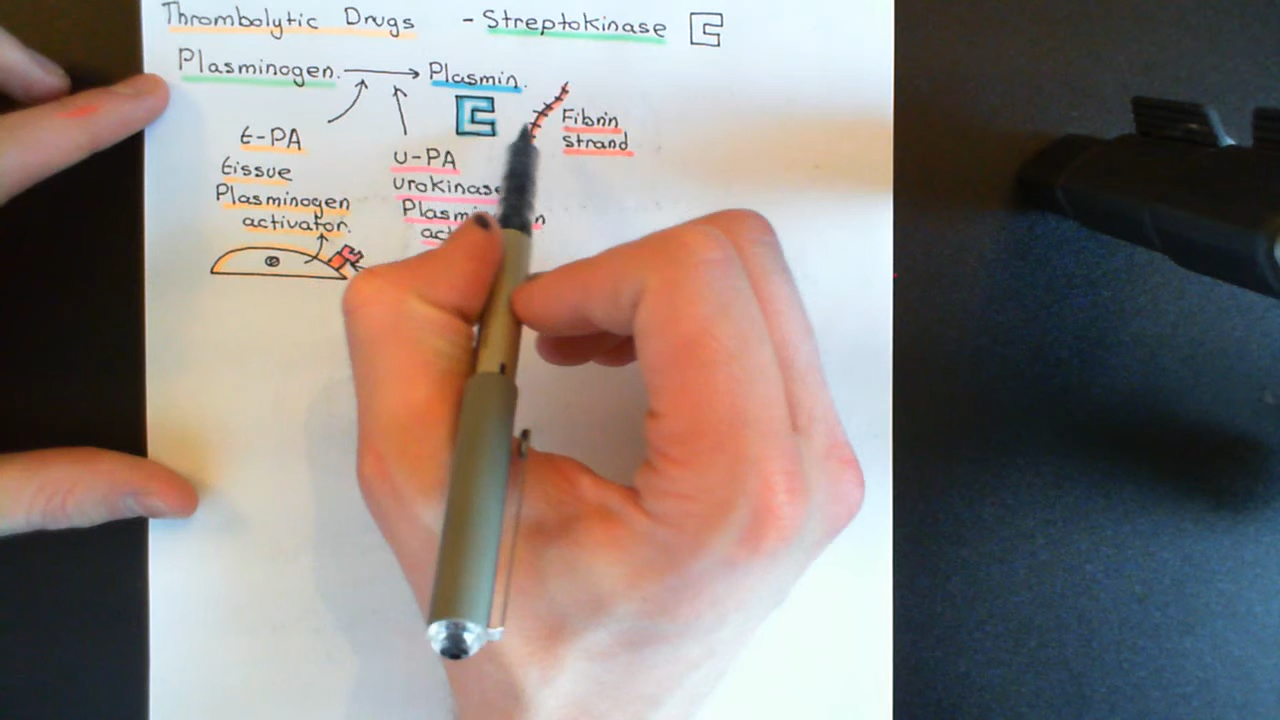 Thrombolytic Drugs - Streptokinase
Plasminogen. → Plasmin.
t-PA
tissue
Plasminogen
activator.
u-PA
urokinase
Fibrin
strand